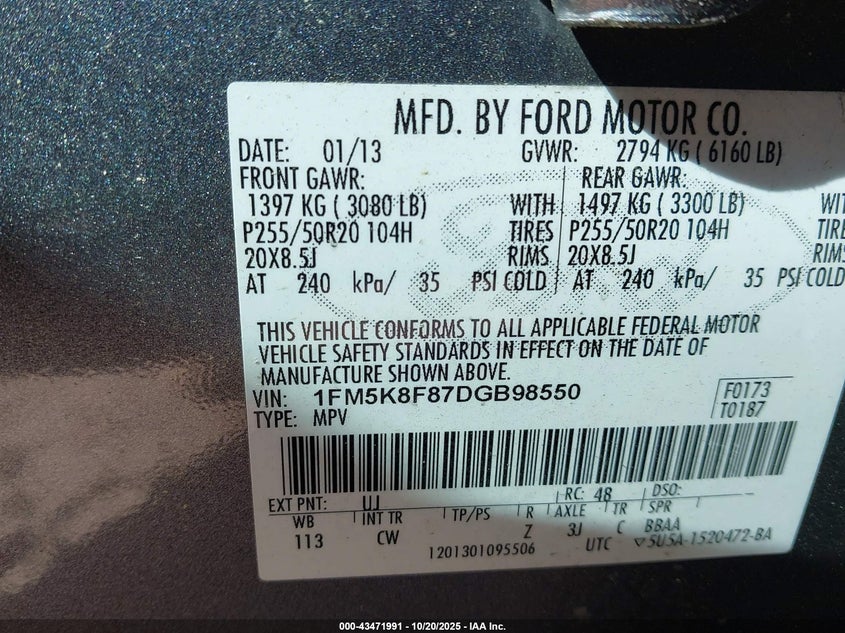 MFD. BY FORD MOTOR CO.
DATE: 01/13 GVWR: 2794 KG ( 6160 LB)
FRONT GAWR: REAR GAWR:
1397 KG ( 3080 LB) WITH 1497 KG ( 3300 LB) WIT
P255/50R20 104H TIRES P255/50R20 104H TIRE
20X8.5J RIMS 20X8.5J RIMS
AT 240 kPa/ 35 PSI COLD AT 240 kPa/ 35 PSI COLD
THIS VEHICLE CONFORMS TO ALL APPLICABLE FEDERAL MOTOR
VEHICLE SAFETY STANDARDS IN EFFECT ON THE DATE OF
MANUFACTURE SHOWN ABOVE.
VIN: 1FM5K8F87DGB98550 F0173
TYPE: MPV T0187
EXT PNT: UJ RC: 48 DSO:
WB INT TR TP/PS R AXLE TR SPR
113 CW Z 3J C BBAA
1201301095506 UTC ▽5USA-1520472-BA
000-43471991 | 10/20/2025 - IAA Inc.